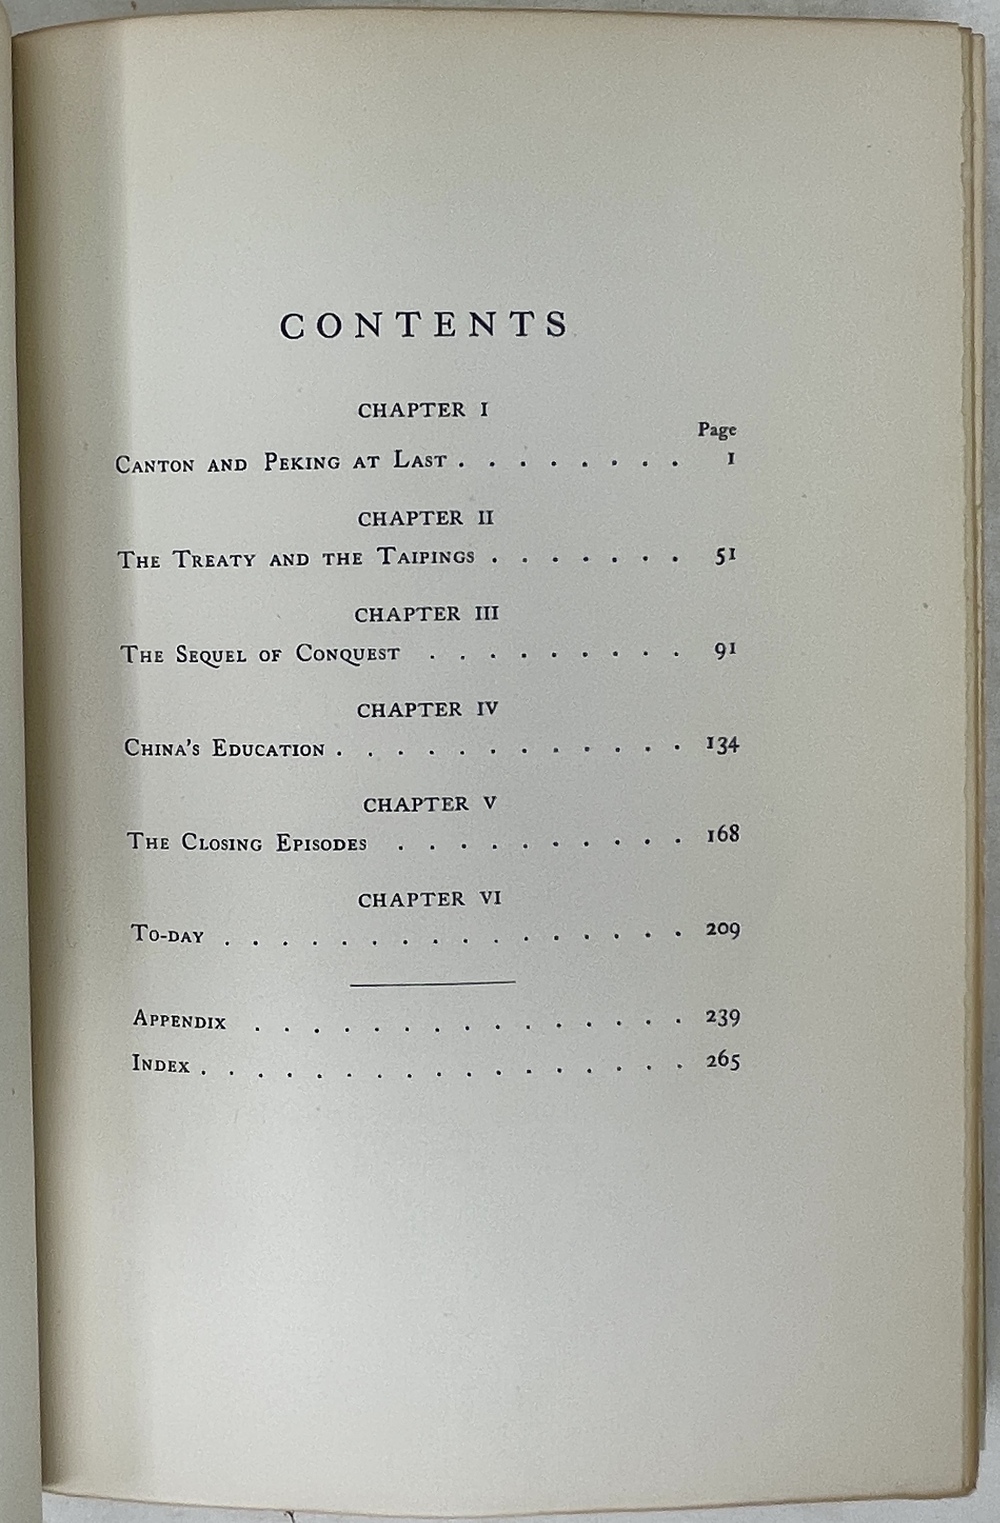 CONTENTS
CHAPTER I
Page
Canton and Peking at Last . . . . . . . . 1
CHAPTER II
The Treaty and the Taipings . . . . . . . 51
CHAPTER III
The Sequel of Conquest . . . . . . . . . 91
CHAPTER IV
China's Education . . . . . . . . . . . . 134
CHAPTER V
The Closing Episodes . . . . . . . . . . 168
CHAPTER VI
To-day . . . . . . . . . . . . . . . . 209
Appendix . . . . . . . . . . . . . . . 239
Index . . . . . . . . . . . . . . . . . 265